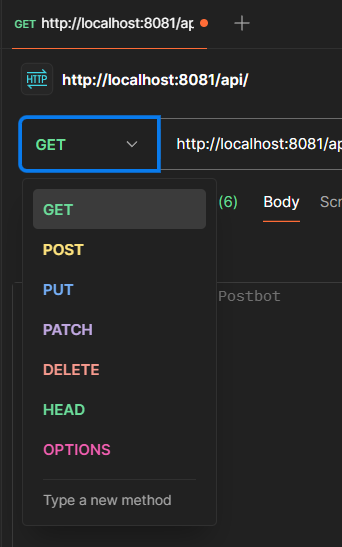 GET http://localhost:8081/ap
HTTP http://localhost:8081/api/
GET http://localhost:8081/ap
(6) Body Scr
GET
Postbot
POST
PUT
PATCH
DELETE
HEAD
OPTIONS
Type a new method